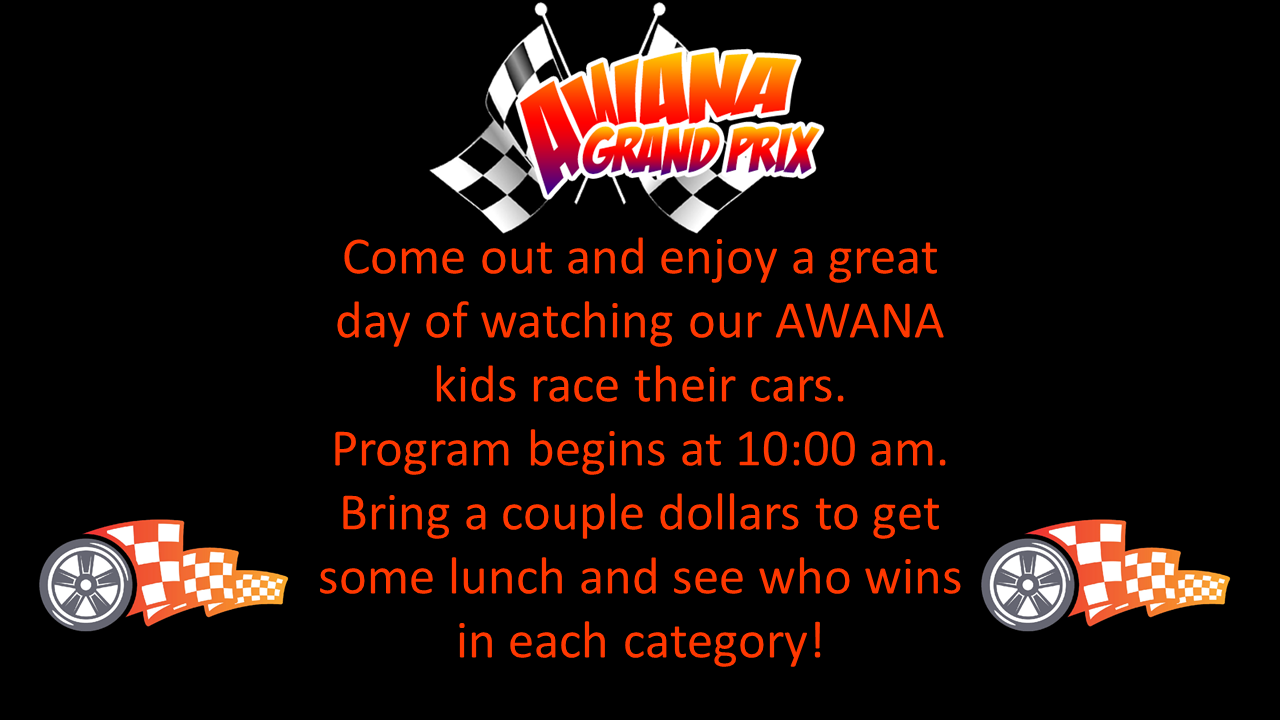 AWANA
GRAND PRIX
Come out and enjoy a great
day of watching our AWANA
kids race their cars.
Program begins at 10:00 am.
Bring a couple dollars to get
some lunch and see who wins
in each category!